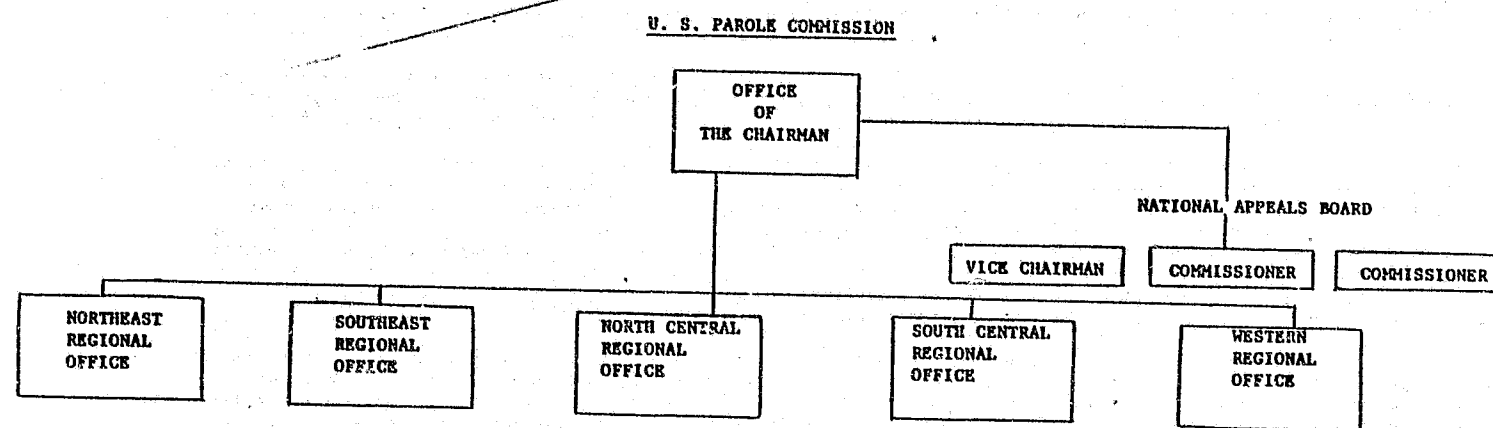 U. S. PAROLE COMMISSION
OFFICE
OF
THE CHAIRMAN
NATIONAL APPEALS BOARD
VICE CHAIRMAN
COMMISSIONER
COMMISSIONER
NORTHEAST
REGIONAL
OFFICE
SOUTHEAST
REGIONAL
OFFICE
NORTH CENTRAL
REGIONAL
OFFICE
SOUTH CENTRAL
REGIONAL
OFFICE
WESTERN
REGIONAL
OFFICE